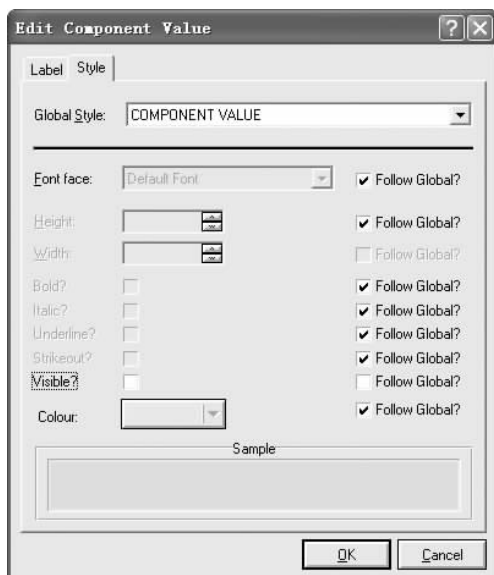 Edit Component Value
Label Style
Global Style: COMPONENT VALUE
Font face: Default Font Follow Global?
Height: Follow Global?
Width: Follow Global?
Bold? Follow Global?
Italic? Follow Global?
Underline? Follow Global?
Strikeout? Follow Global?
Visible? Follow Global?
Colour: Follow Global?
Sample
OK Cancel